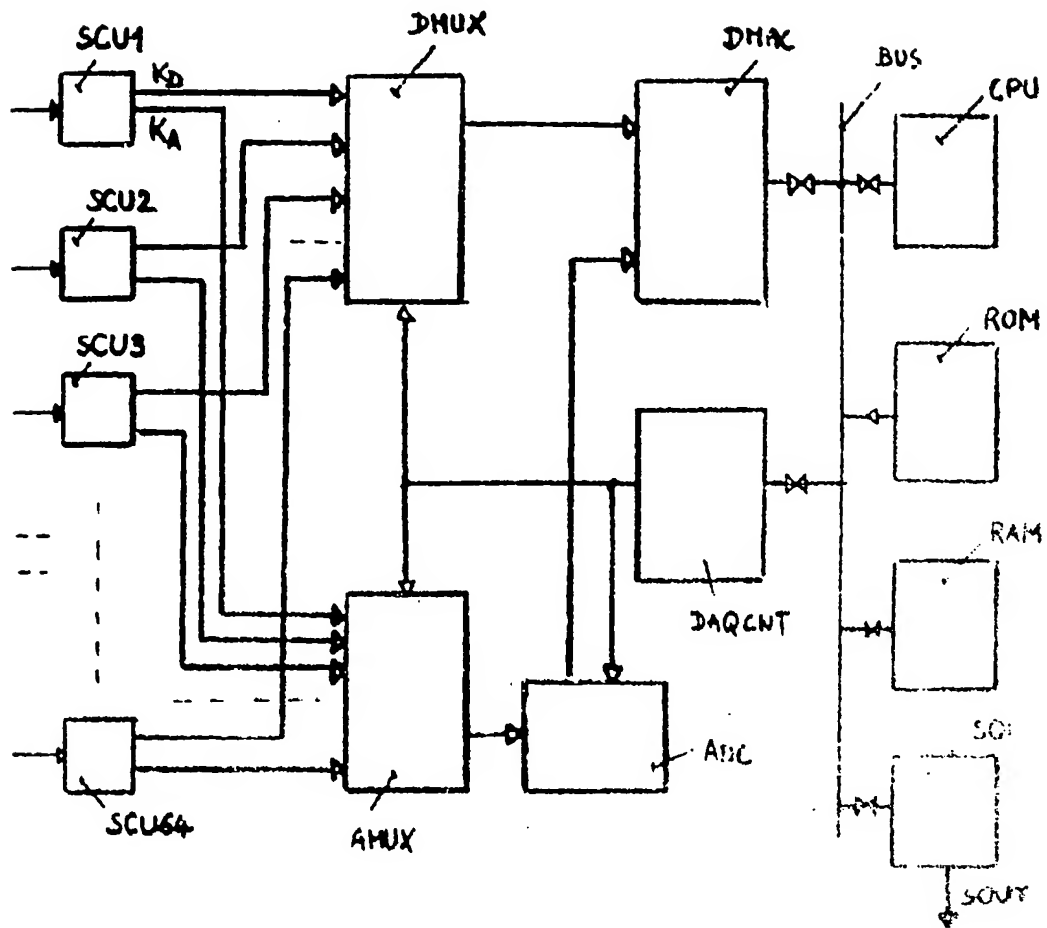 SCU1
DMUX
DMAC
BUS
CPU
KD
KA
SCU2
SCU3
ROM
RAM
DAQCNT
ADC
SCU64
AMUX
SOUT